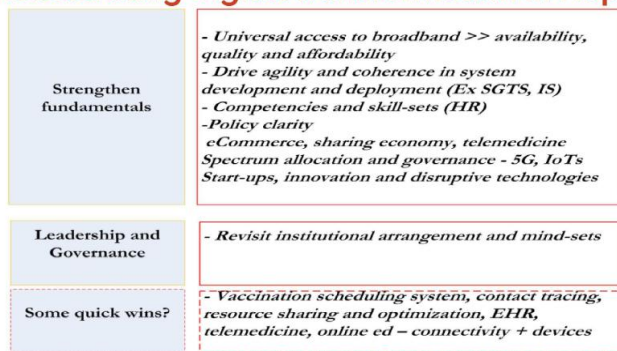 Strengthen
fundamentals
- Universal access to broadband >> availability,
quality and affordability
- Drive agility and coherence in system
development and deployment (Ex SGTS, IS)
- Competencies and skill-sets (HR)
-Policy clarity
eCommerce, sharing economy, telemedicine
Spectrum allocation and governance - 5G, IoTs
Start-ups, innovation and disruptive technologies
Leadership and
Governance
- Revisit institutional arrangement and mind-sets
Some quick wins?
- Vaccination scheduling system, contact tracing,
resource sharing and optimization, EHR,
telemedicine, online ed – connectivity + devices